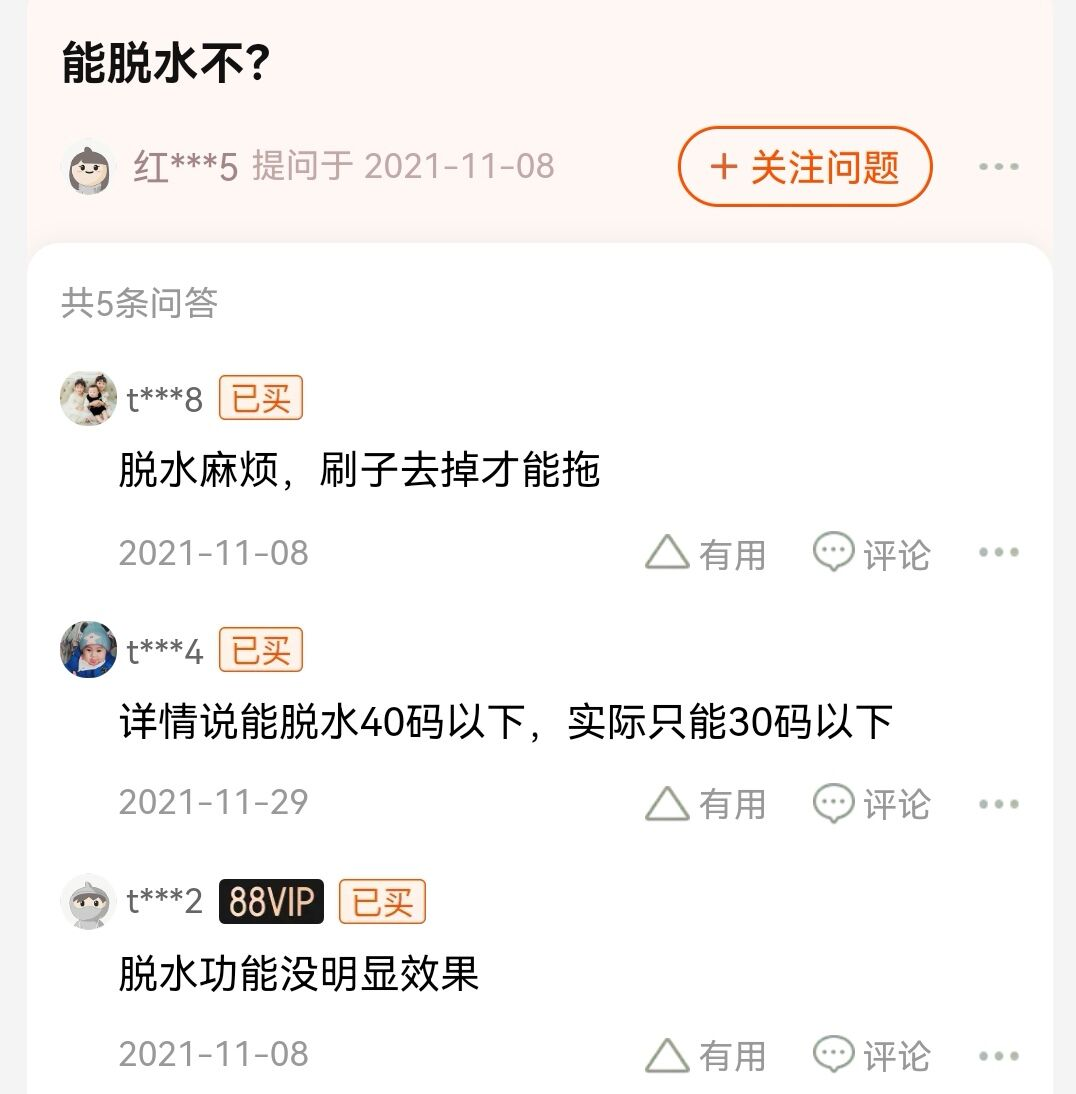 能脱水不?
红***5 提问于 2021-11-08
+ 关注问题
共5条问答
t***8 已买
脱水麻烦，刷子去掉才能拖
2021-11-08 有用 评论
t***4 已买
详情说能脱水40码以下，实际只能30码以下
2021-11-29 有用 评论
t***2 88VIP 已买
脱水功能没明显效果
2021-11-08 有用 评论